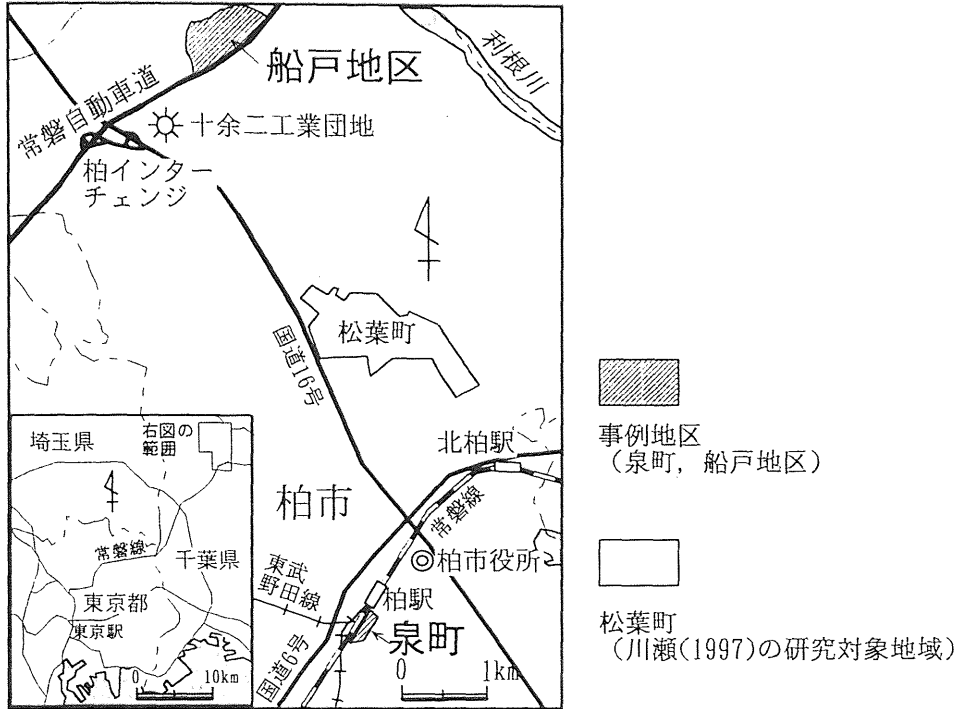 船戸地区
利根川
常磐自動車道
十余二工業団地
柏インター
チェンジ
松葉町
国道16号
北柏駅
柏市
常磐線
柏市役所
東武
野田線
柏駅
泉町
国道6号
0 1km
埼玉県
右図の
範囲
常磐線
千葉県
東京都
東京駅
0 10km
事例地区
(泉町，船戸地区)
松葉町
(川瀬(1997)の研究対象地域)